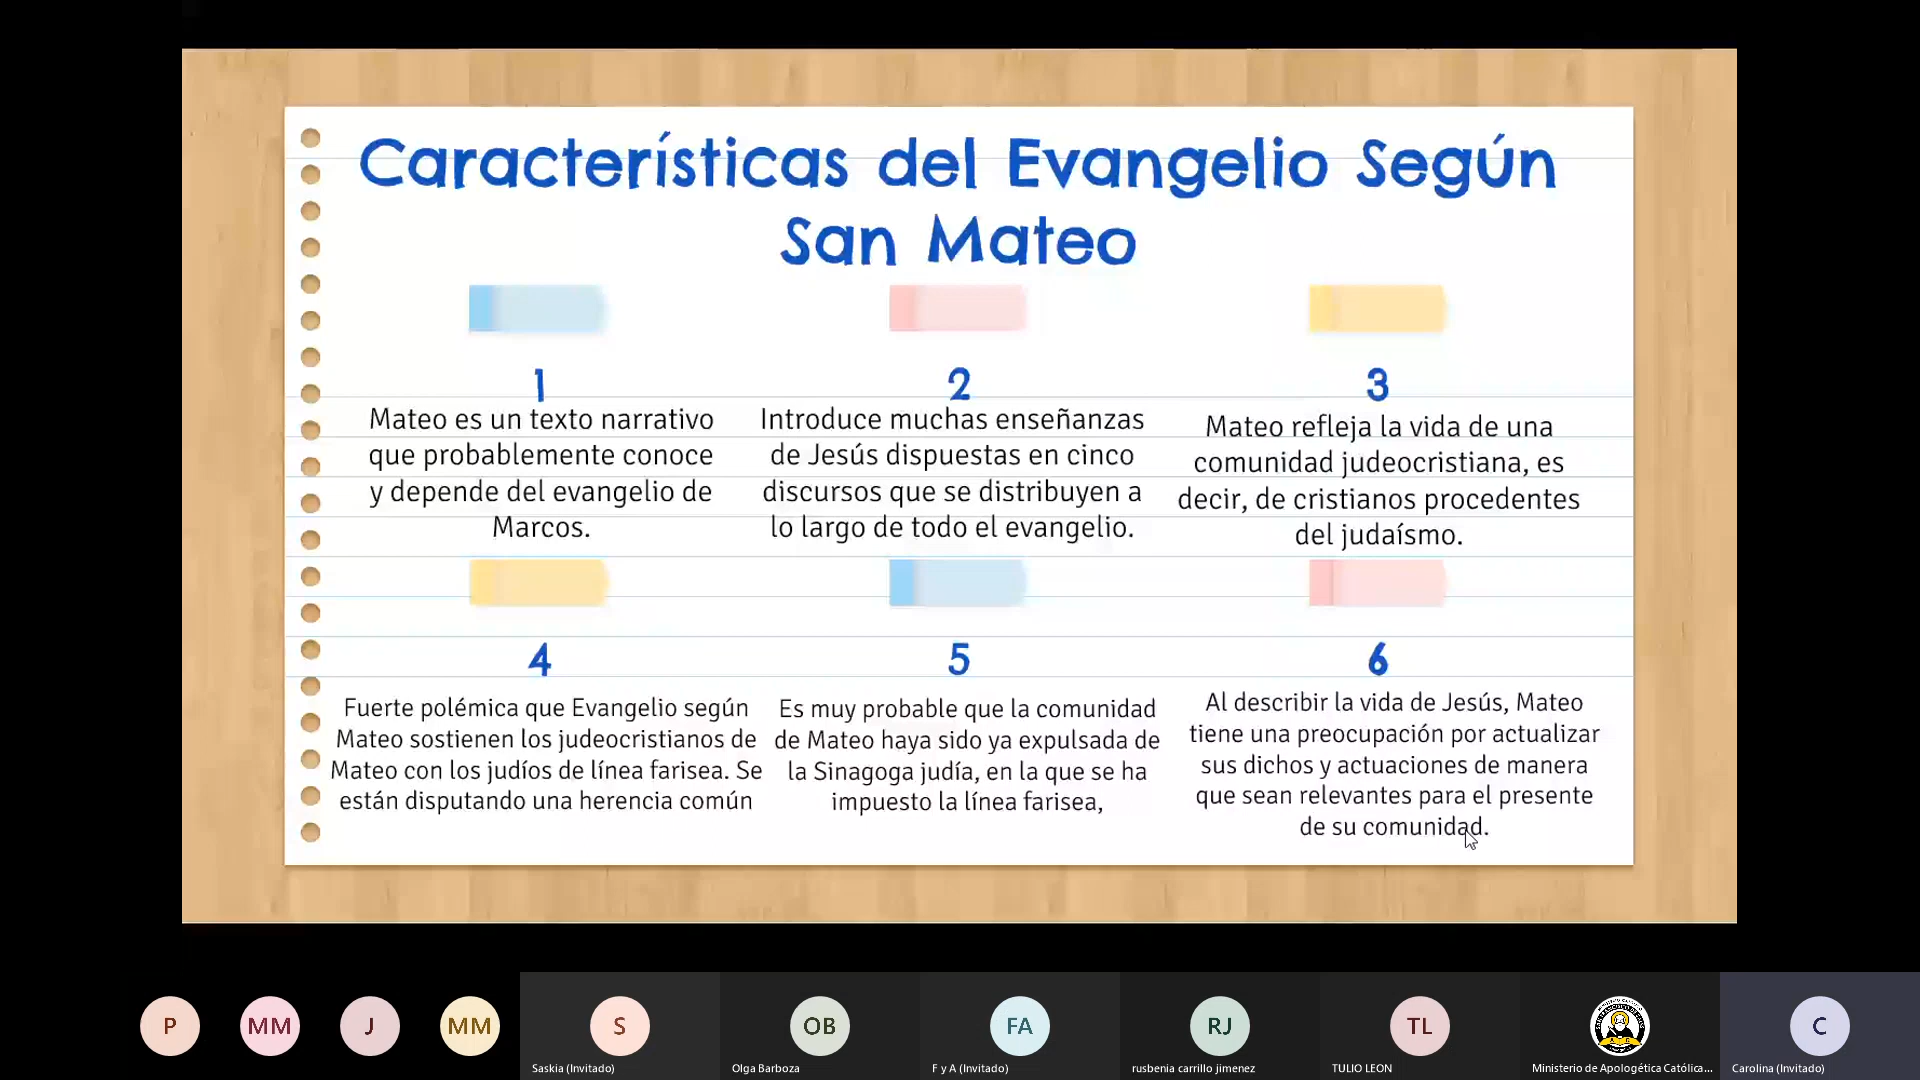 Características del Evangelio Según
San Mateo
1
Mateo es un texto narrativo
que probablemente conoce
y depende del evangelio de
Marcos.
2
Introduce muchas enseñanzas
de Jesús dispuestas en cinco
discursos que se distribuyen a
lo largo de todo el evangelio.
3
Mateo refleja la vida de una
comunidad judeocristiana, es
decir, de cristianos procedentes
del judaísmo.
4
Fuerte polémica que Evangelio según
Mateo sostienen los judeocristianos de
Mateo con los judíos de línea farisea. Se
están disputando una herencia común
5
Es muy probable que la comunidad
de Mateo haya sido ya expulsada de
la Sinagoga judía, en la que se ha
impuesto la línea farisea,
6
Al describir la vida de Jesús, Mateo
tiene una preocupación por actualizar
sus dichos y actuaciones de manera
que sean relevantes para el presente
de su comunidad.
P
MM
J
MM
S
Saskia (Invitado)
OB
Olga Barboza
FA
F y A (Invitado)
RJ
rusbenia carrillo jimenez
TL
TULIO LEON
Ministerio de Apologética Católica...
C
Carolina (Invitado)